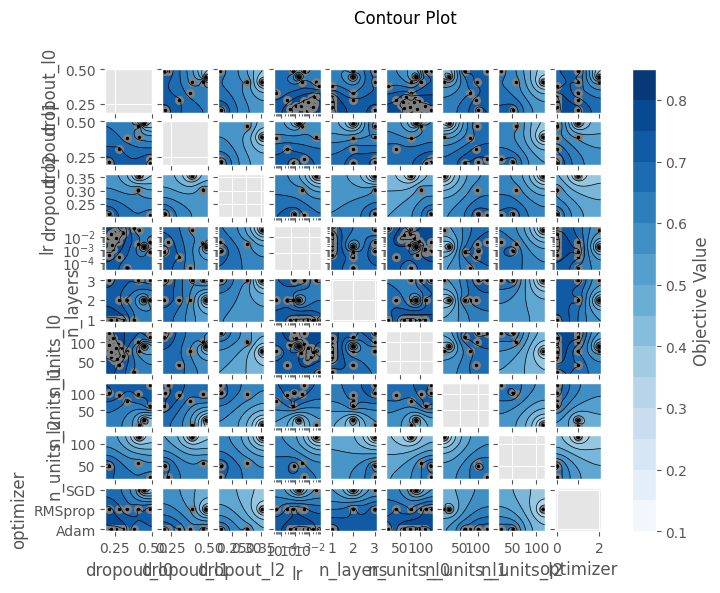 Contour Plot
dropout_l0
0.50
0.25
dropout_l1
0.50
0.25
dropout_l2
0.35
0.30
0.25
lr
10⁻²
10⁻³
10⁻⁴
n_layers
3
2
1
n_units_l0
100
50
n_units_l1
100
50
n_units_l2
100
50
optimizer
SGD
RMSprop
Adam
0.25 0.50
0.25 0.50
0.25 0.30 0.35
10⁻² 
1 2 3
50 100
50 100
50 100
0 2
dropout_l0 dropout_l1 dropout_l2 lr n_layers n_units_l0 n_units_l1 n_units_l2 optimizer
0.8
0.7
0.6
0.5
0.4
0.3
0.2
0.1
Objective Value